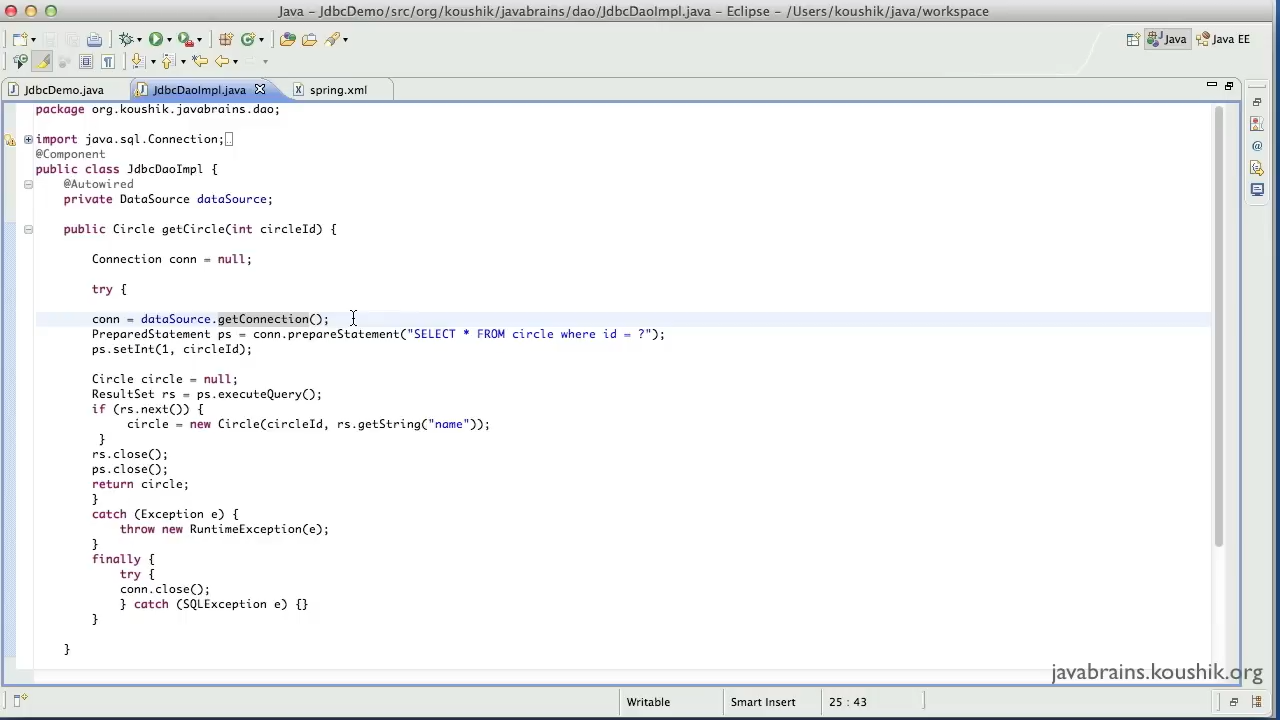 Java - JdbcDemo/src/org/koushik/javabrains/dao/JdbcDaoImpl.java - Eclipse - /Users/koushik/java/workspace
Java
Java EE
JdbcDemo.java
JdbcDaoImpl.java
spring.xml
package org.koushik.javabrains.dao;
import java.sql.Connection;
@Component
public class JdbcDaoImpl {
@Autowired
private DataSource dataSource;
public Circle getCircle(int circleId) {
Connection conn = null;
try {
conn = dataSource.getConnection();
PreparedStatement ps = conn.prepareStatement("SELECT * FROM circle where id = ?");
ps.setInt(1, circleId);
Circle circle = null;
ResultSet rs = ps.executeQuery();
if (rs.next()) {
circle = new Circle(circleId, rs.getString("name"));
}
rs.close();
ps.close();
return circle;
}
catch (Exception e) {
throw new RuntimeException(e);
}
finally {
try {
conn.close();
} catch (SQLException e) {}
}
}
javabrains.koushik.org
Writable
Smart Insert
25 : 43